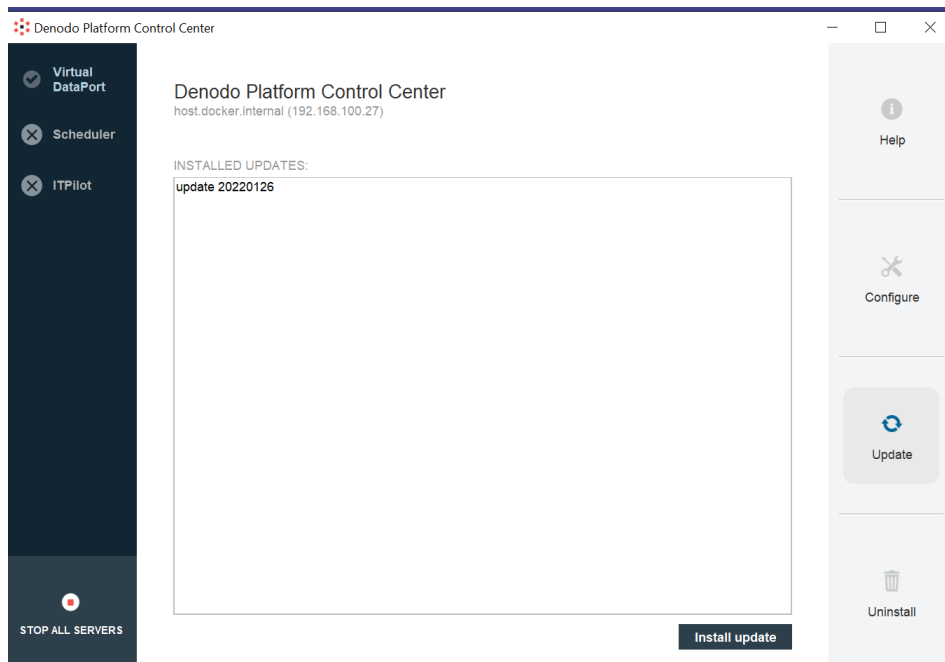 Denodo Platform Control Center
Virtual
DataPort
Scheduler
ITPilot
STOP ALL SERVERS
Denodo Platform Control Center
host.docker.internal (192.168.100.27)
INSTALLED UPDATES:
update 20220126
Install update
Help
Configure
Update
Uninstall